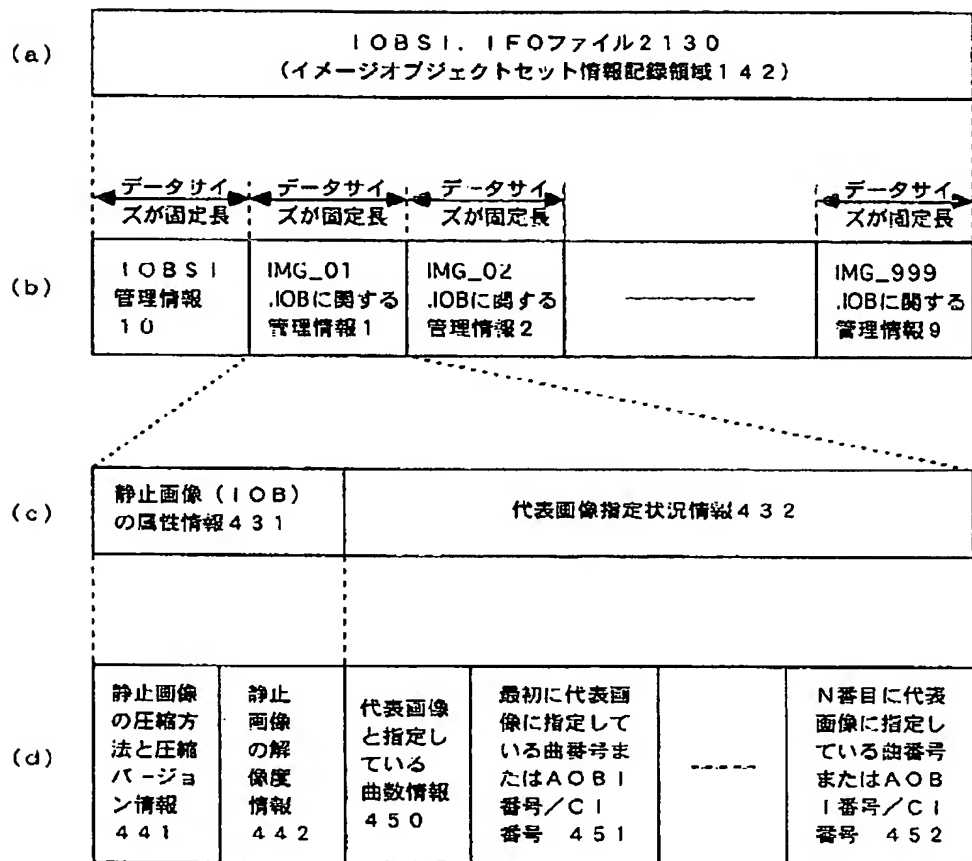 (a)
IOBSI. IFOファイル2130
(イメージオブジェクトセット情報記録領域142)
データサイ
ズが固定長
データサイ
ズが固定長
データサイ
ズが固定長
データサイ
ズが固定長
(b)
IOBSI
管理情報
10
IMG_01
.IOBに関する
管理情報1
IMG_02
.IOBに関する
管理情報2
IMG_999
.IOBに関する
管理情報9
(c)
静止画像(IOB)
の属性情報431
代表画像指定状況情報432
(d)
静止画像
の圧縮方
法と圧縮
バージョ
ン情報
441
静止
画像
の解
像度
情報
442
代表画像
と指定し
ている
曲数情報
450
最初に代表画
像に指定して
いる曲番号ま
たはAOBI
番号/CI
番号 451
N番目に代表
画像に指定し
ている曲番号
またはAOB
I番号/CI
番号 452